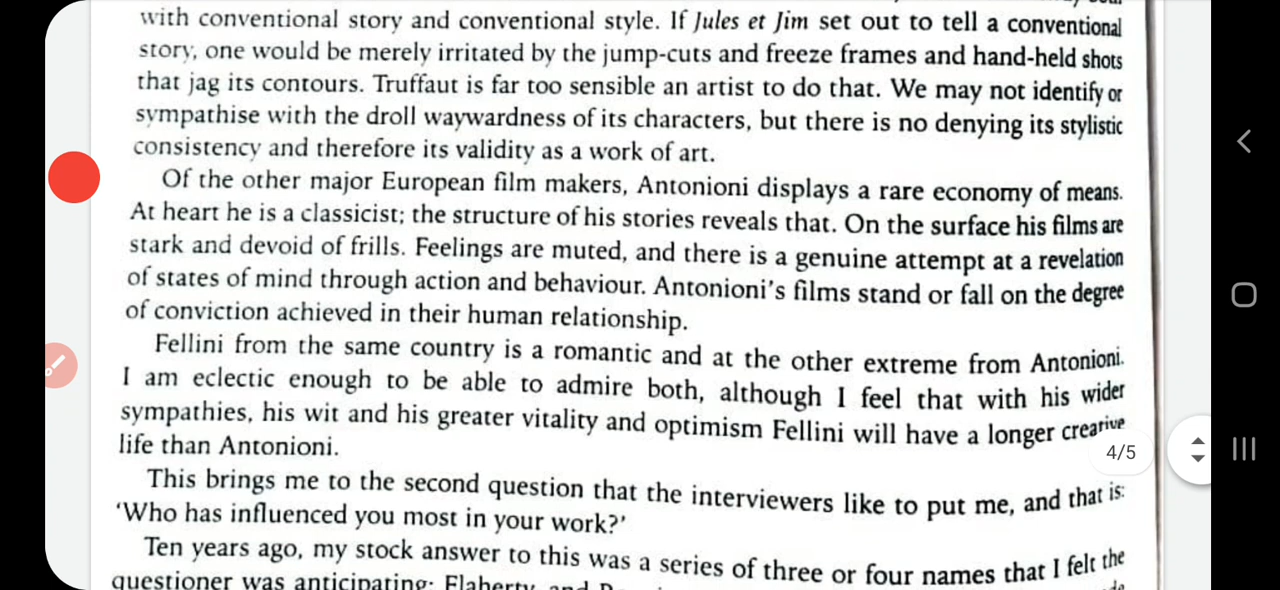 with conventional story and conventional style. If Jules et Jim set out to tell a conventional
story, one would be merely irritated by the jump-cuts and freeze frames and hand-held shots
that jag its contours. Truffaut is far too sensible an artist to do that. We may not identify or
sympathise with the droll waywardness of its characters, but there is no denying its stylistic
consistency and therefore its validity as a work of art.
Of the other major European film makers, Antonioni displays a rare economy of means.
At heart he is a classicist; the structure of his stories reveals that. On the surface his films are
stark and devoid of frills. Feelings are muted, and there is a genuine attempt at a revelation
of states of mind through action and behaviour. Antonioni's films stand or fall on the degree
of conviction achieved in their human relationship.
Fellini from the same country is a romantic and at the other extreme from Antonioni.
I am eclectic enough to be able to admire both, although I feel that with his wider
sympathies, his wit and his greater vitality and optimism Fellini will have a longer creative
life than Antonioni.
4/5
This brings me to the second question that the interviewers like to put me, and that is:
‘Who has influenced you most in your work?’
Ten years ago, my stock answer to this was a series of three or four names that I felt the
questioner was anticipating: Flaherty, and